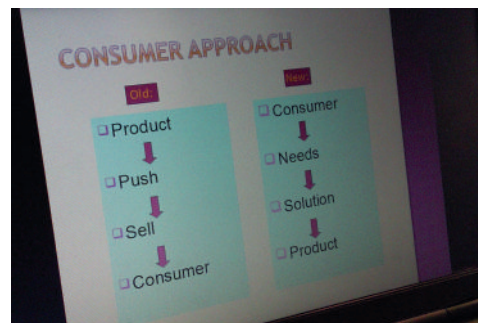 CONSUMER APPROACH
Old:
Product
Push
Sell
Consumer
New:
Consumer
Needs
Solution
Product